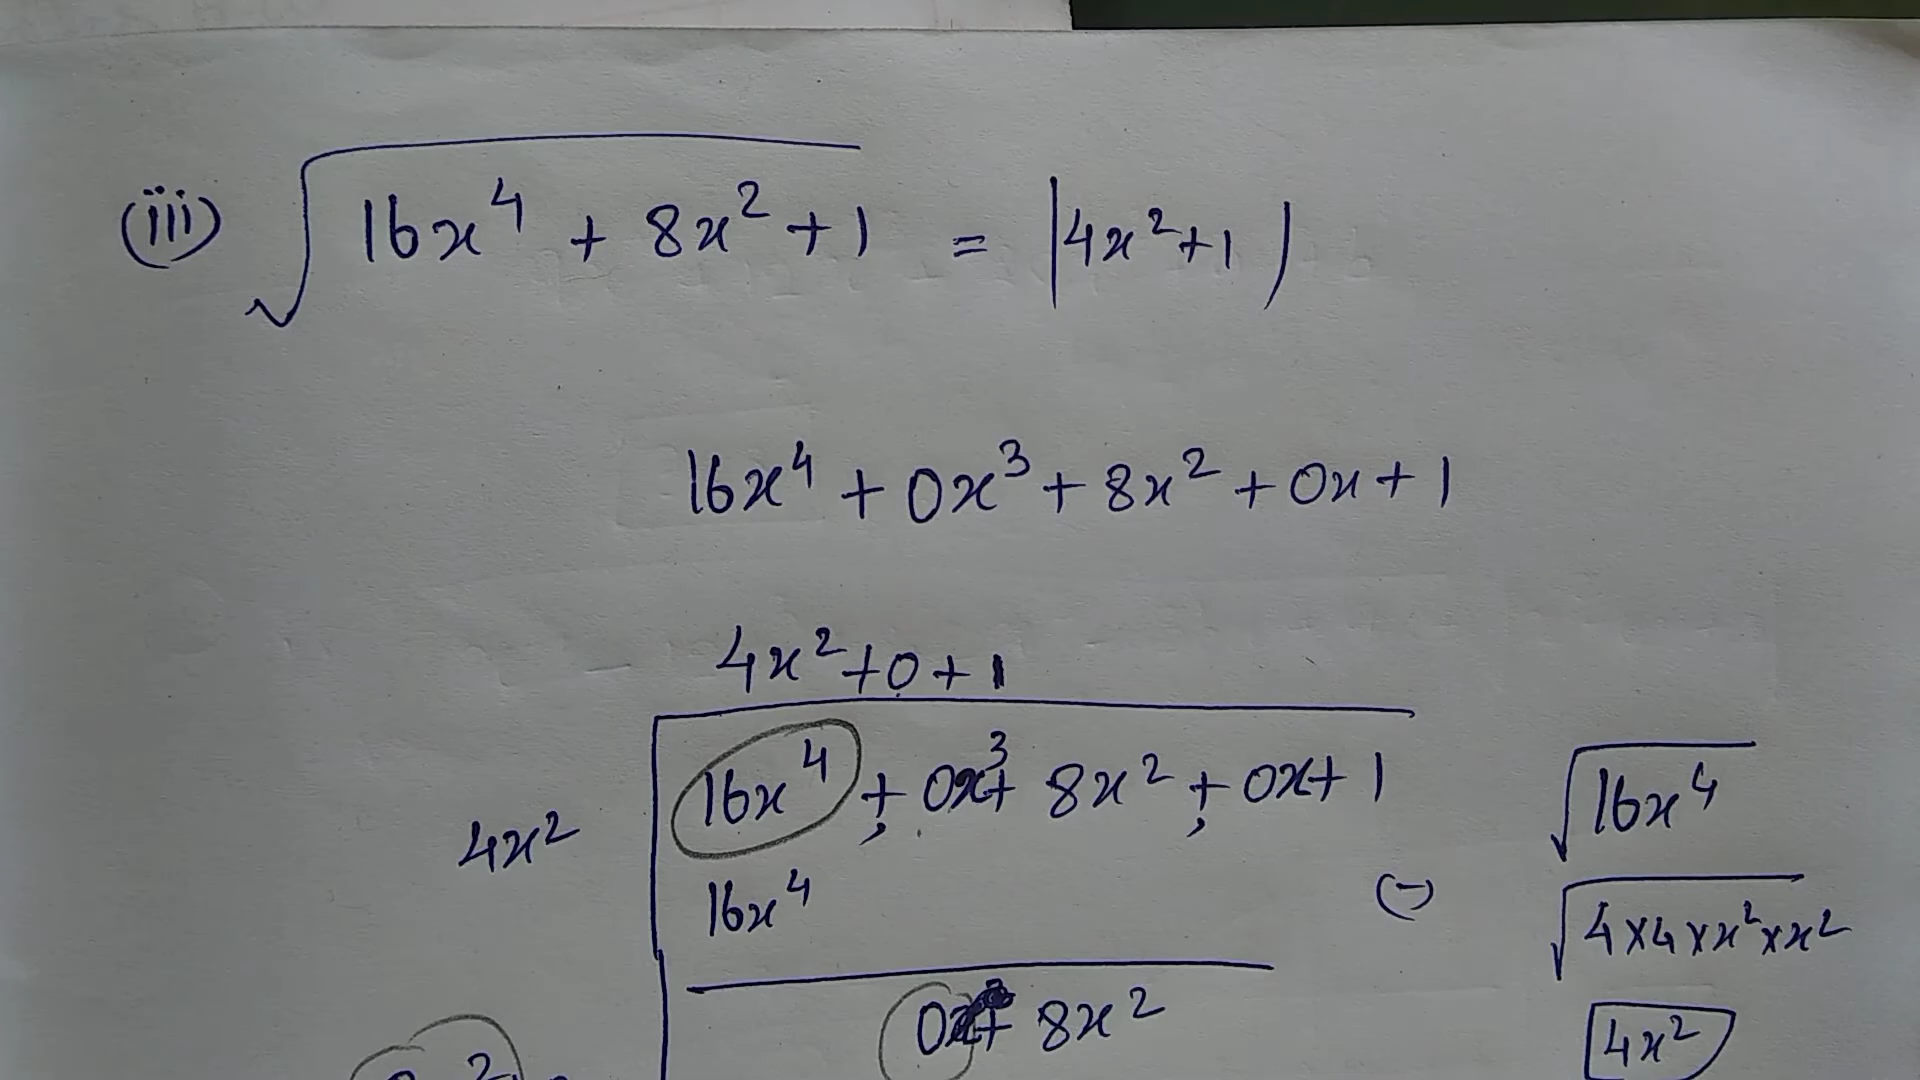 (iii) √16x⁴ + 8x² + 1 = |4x²+1|
16x⁴ + 0x³ + 8x² + 0x + 1
4x² + 0 + 1
4x² 16x⁴ + 0x³ + 8x² + 0x + 1
√16x⁴
16x⁴ (-)
√4×4×x²×x²
0x³ + 8x²
4x²